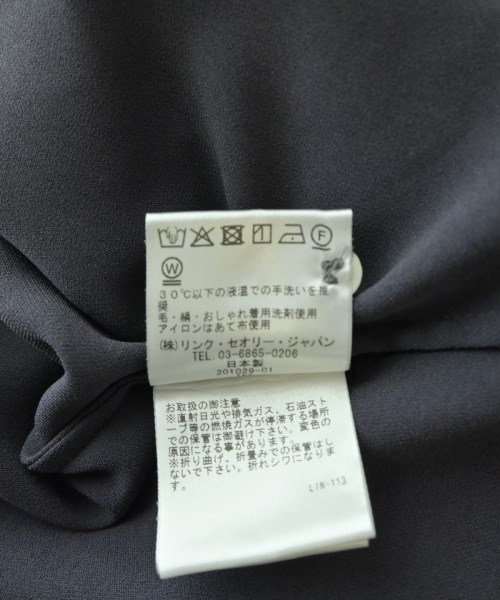 F
W
30℃以下の液温での手洗いを推
奨
毛・絹・おしゃれ着用洗剤使用
アイロンはあて布使用
(株)リンク・セオリー・ジャパン
TEL. 03-6865-0206
日本製
201029-01
お取扱の御注意
※直射日光や排気ガス、石油スト
ーブ等の燃焼ガスが停滞する場所
での保管は御避け下さい。変色の
原因になる事があります。
※折り曲げ、折畳みでの保管はし
ないで下さい。折れシワになりま
す。
LIN-113